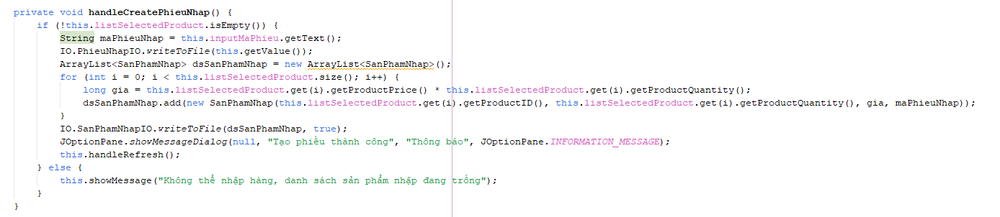 private void handleCreatePhieuNhap() {
if (!this.listSelectedProduct.isEmpty()) {
String maPhieuNhap = this.inputMaPhieu.getText();
IO.PhieuNhapIO.writeToFile(this.getValue());
ArrayList<SanPhamNhap> dsSanPhamNhap = new ArrayList<SanPhamNhap>();
for (int i = 0; i < this.listSelectedProduct.size(); i++) {
long gia = this.listSelectedProduct.get(i).getProductPrice() * this.listSelectedProduct.get(i).getProductQuantity();
dsSanPhamNhap.add(new SanPhamNhap(this.listSelectedProduct.get(i).getProductID(), this.listSelectedProduct.get(i).getProductQuantity(), gia, maPhieuNhap));
}
IO.SanPhamNhapIO.writeToFile(dsSanPhamNhap, true);
JOptionPane.showMessageDialog(null, "Tạo phiếu thành công", "Thông báo", JOptionPane.INFORMATION_MESSAGE);
this.handleRefresh();
} else {
this.showMessage("Không thể nhập hàng, danh sách sản phẩm nhập đang trống");
}
}